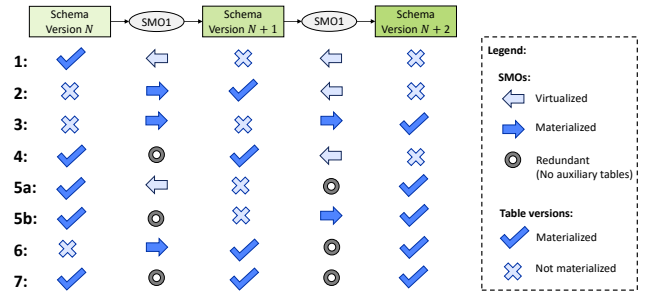 Schema
Version N
SMO1
Schema
Version N + 1
SMO1
Schema
Version N + 2
1:
2:
3:
4:
5a:
5b:
6:
7:
Legend:
SMOs:
Virtualized
Materialized
Redundant
(No auxiliary tables)
Table versions:
Materialized
Not materialized